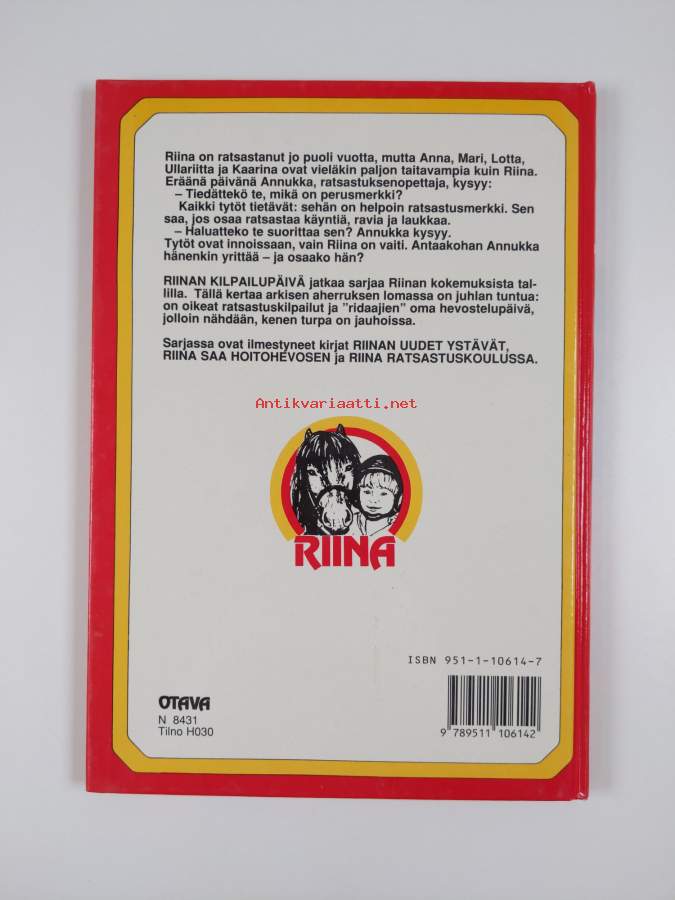 Riina on ratsastanut jo puoli vuotta, mutta Anna, Mari, Lotta,
Ullariitta ja Kaarina ovat vieläkin paljon taitavampia kuin Riina.
Eräänä päivänä Annukka, ratsastuksenopettaja, kysyy:
– Tiedättekö te, mikä on perusmerkki?
Kaikki tytöt tietävät: sehän on helpoin ratsastusmerkki. Sen
saa, jos osaa ratsastaa käyntiä, ravia ja laukkaa.
– Haluatteko te suorittaa sen? Annukka kysyy.
Tytöt ovat innoissaan, vain Riina on vaiti. Antaakohan Annukka
hänenkin yrittää – ja osaako hän?
RIINAN KILPAILUPÄIVÄ jatkaa sarjaa Riinan kokemuksista tal-
lilla. Tällä kertaa arkisen aherruksen lomassa on juhlan tuntua:
on oikeat ratsastuskilpailut ja ”ridaajien” oma hevostelupäivä,
jolloin nähdään, kenen turpa on jauhoissa.
Sarjassa ovat ilmestyneet kirjat RIINAN UUDET YSTÄVÄT,
RIINA SAA HOITOHEVOSEN ja RIINA RATSASTUSKOULUSSA.
Antikvariaatti.net
RIINA
ISBN 951-1-10614-7
OTAVA
N 8431
Tilno H030
9 789511 106142